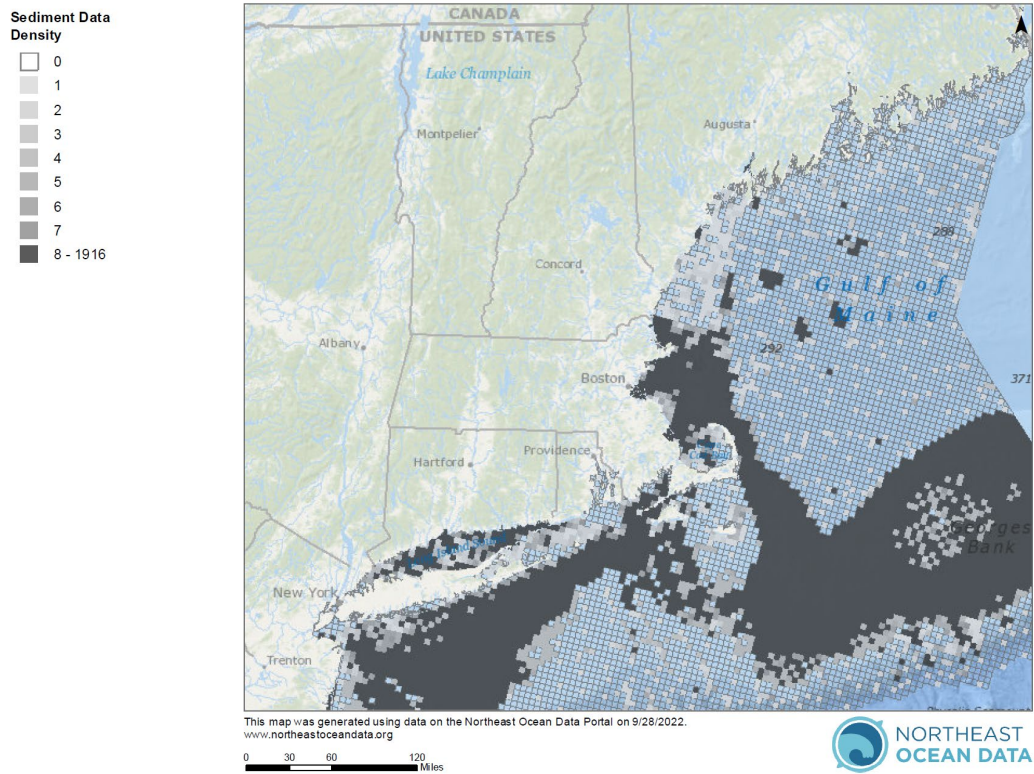 Sediment Data
Density
0
1
2
3
4
5
6
7
8 - 1916
CANADA
UNITED STATES
Lake Champlain
Montpelier
Augusta
288
Concord
Gulf of
Maine
Albany
292
371
Boston
Providence
Hartford
Georges
Bank
Long Island Sound
New York
Trenton
This map was generated using data on the Northeast Ocean Data Portal on 9/28/2022.
www.northeastoceandata.org
0 30 60 120
Miles
NORTHEAST
OCEAN DATA